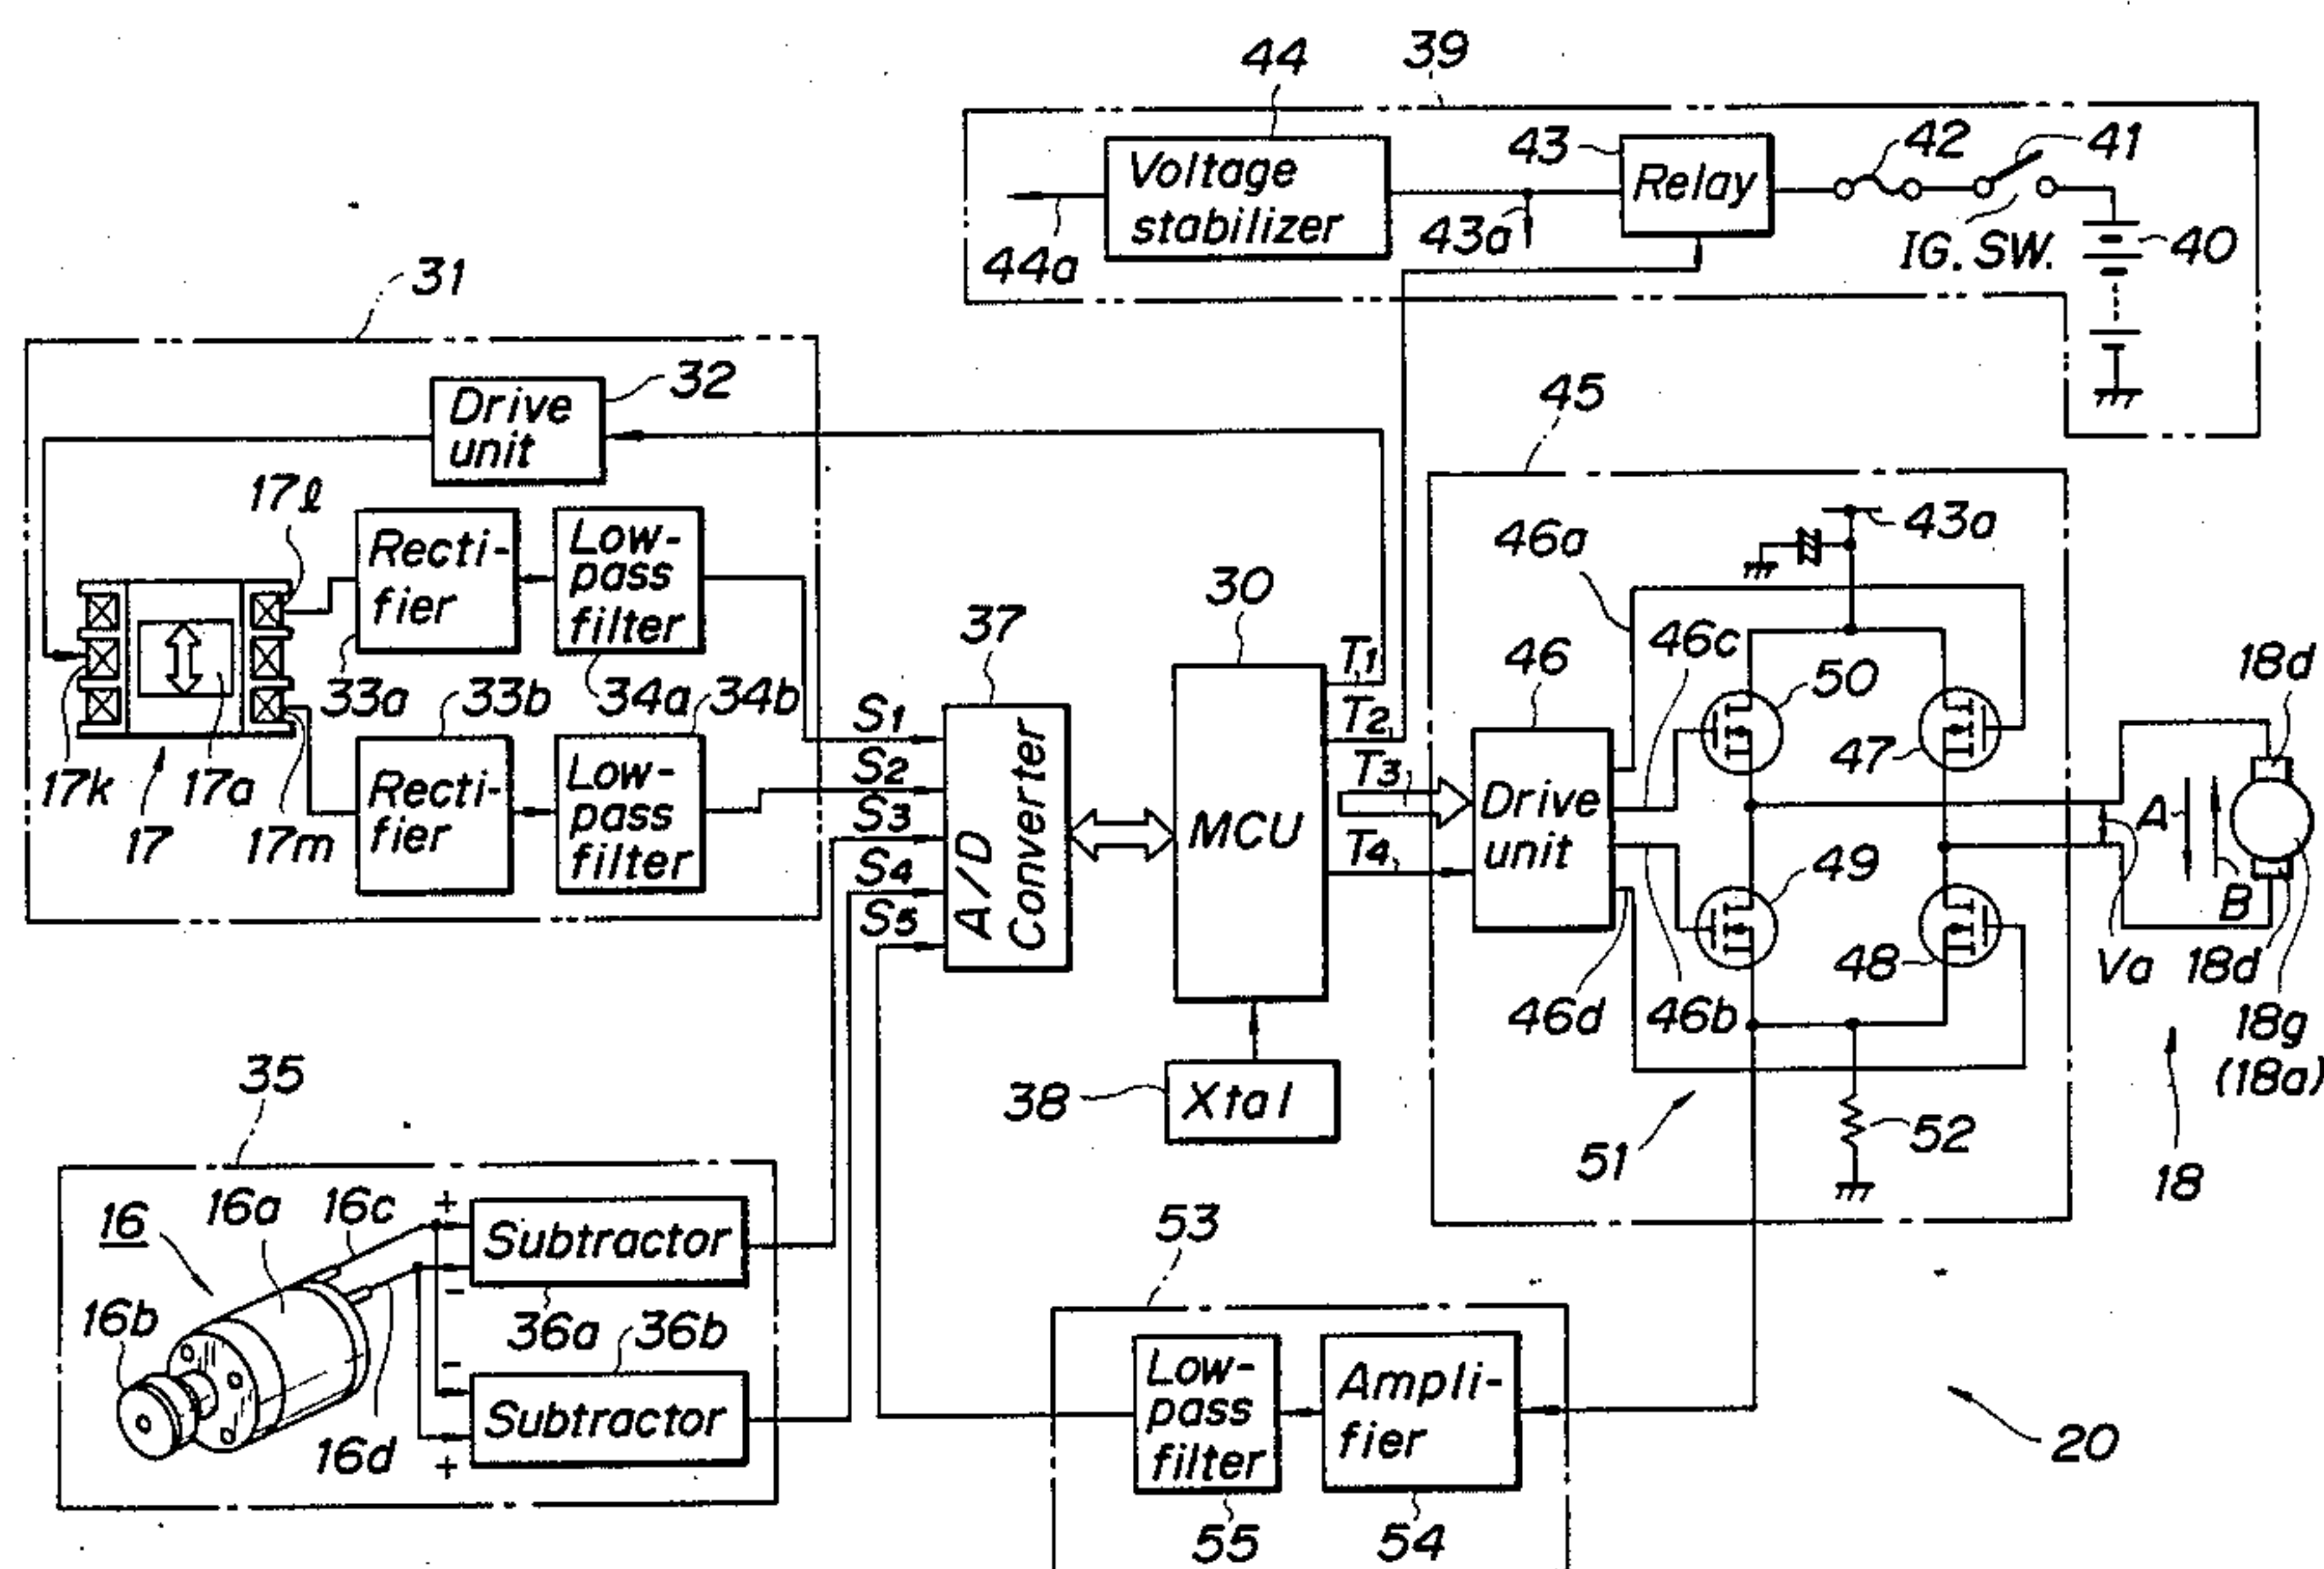 39
44
Voltage
stabilizer
43
Relay
42
41
43a
44a
IG. SW.
40
31
32
Drive
unit
45
17ℓ
Recti-
fier
Low-
pass
filter
33a
34a
33b
34b
17k
17a
17
17m
Recti-
fier
Low-
pass
filter
S1
S2
S3
S4
S5
37
A/D
Converter
30
MCU
T1
T2
T3
T4
38
Xtal
46a
43a
46c
46
50
47
Drive
unit
49
48
46d
46b
51
52
18d
A
B
Va
18d
18g
(18a)
18
35
16
16a
16c
+
Subtractor
-
36a
36b
16b
-
Subtractor
+
16d
53
Low-
pass
filter
Ampli-
fier
55
54
20